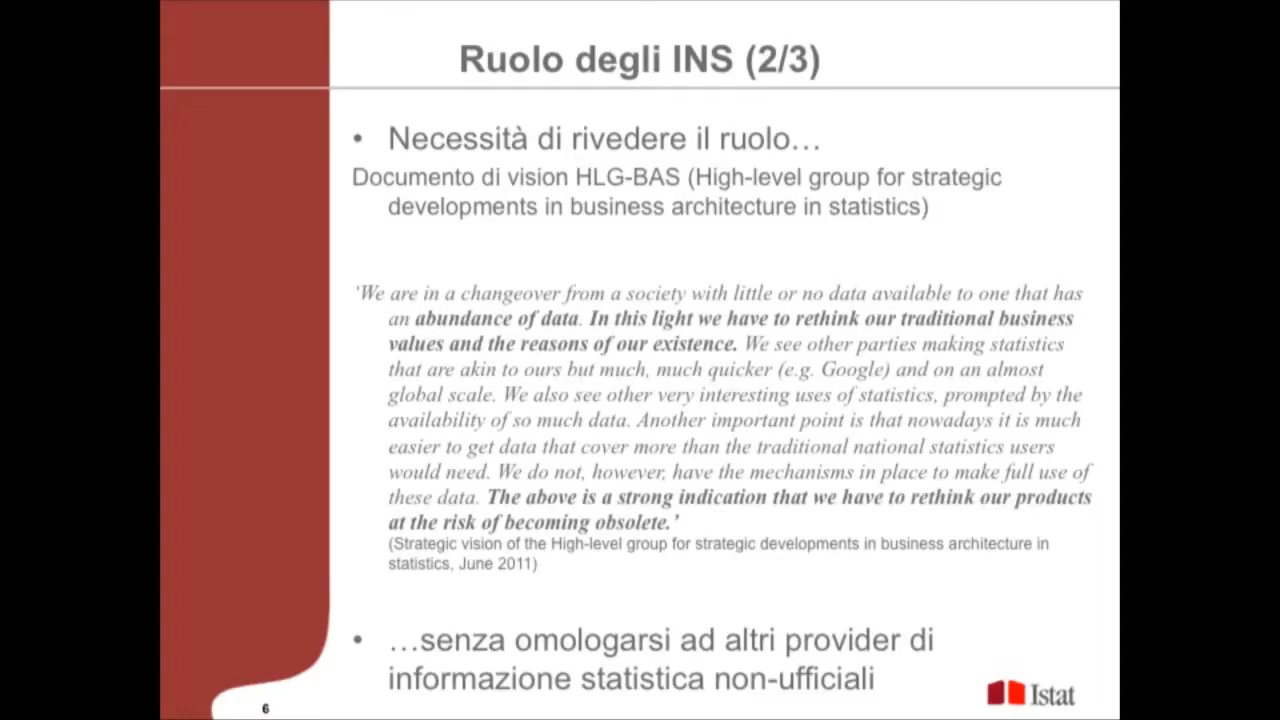 Ruolo degli INS (2/3)
• Necessità di rivedere il ruolo…
Documento di vision HLG-BAS (High-level group for strategic
developments in business architecture in statistics)
‘We are in a changeover from a society with little or no data available to one that has
an abundance of data. In this light we have to rethink our traditional business
values and the reasons of our existence. We see other parties making statistics
that are akin to ours but much, much quicker (e.g. Google) and on an almost
global scale. We also see other very interesting uses of statistics, prompted by the
availability of so much data. Another important point is that nowadays it is much
easier to get data that cover more than the traditional national statistics users
would need. We do not, however, have the mechanisms in place to make full use of
these data. The above is a strong indication that we have to rethink our products
at the risk of becoming obsolete.’
(Strategic vision of the High-level group for strategic developments in business architecture in
statistics, June 2011)
• …senza omologarsi ad altri provider di
informazione statistica non-ufficiali
Istat
6